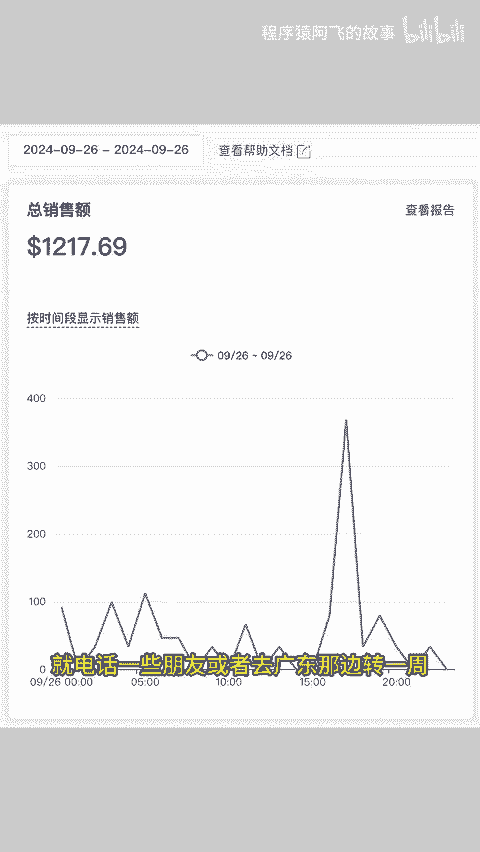 程序猿阿飞的故事 bilibili
2024-09-26 - 2024-09-26 查看帮助文档
总销售额 查看报告
$1217.69
按时间段显示销售额
09/26 ~ 09/26
400
300
200
100
0
就电话一些朋友或者去广东那边转一周
09/26 00:00 05:00 10:00 15:00 20:00